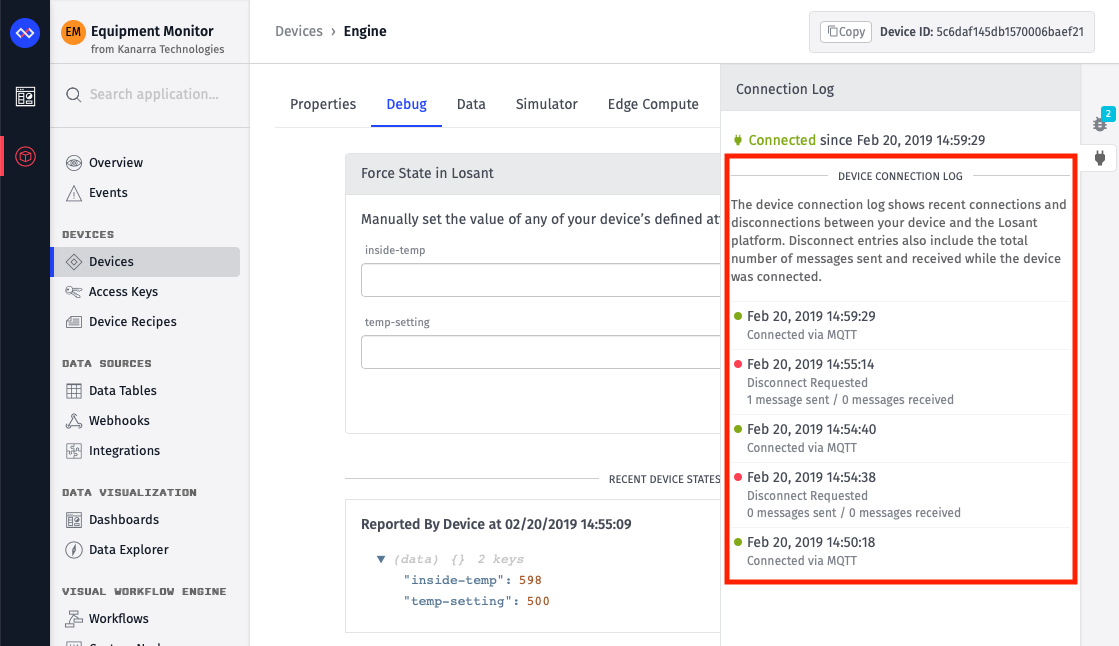 EM Equipment Monitor
from Kanarra Technologies
Search application...
Overview
Events
DEVICES
Devices
Access Keys
Device Recipes
DATA SOURCES
Data Tables
Webhooks
Integrations
DATA VISUALIZATION
Dashboards
Data Explorer
VISUAL WORKFLOW ENGINE
Workflows
Devices › Engine
Copy Device ID: 5c6daf145db1570006baef21
Properties Debug Data Simulator Edge Compute
Force State in Losant
Manually set the value of any of your device's defined
inside-temp
temp-setting
RECENT DEVICE STATES
Reported By Device at 02/20/2019 14:55:09
(data) {} 2 keys
"inside-temp": 598
"temp-setting": 500
Connection Log
2
Connected since Feb 20, 2019 14:59:29
DEVICE CONNECTION LOG
The device connection log shows recent connections and
disconnections between your device and the Losant
platform. Disconnect entries also include the total
number of messages sent and received while the device
was connected.
Feb 20, 2019 14:59:29
Connected via MQTT
Feb 20, 2019 14:55:14
Disconnect Requested
1 message sent / 0 messages received
Feb 20, 2019 14:54:40
Connected via MQTT
Feb 20, 2019 14:54:38
Disconnect Requested
0 messages sent / 0 messages received
Feb 20, 2019 14:50:18
Connected via MQTT